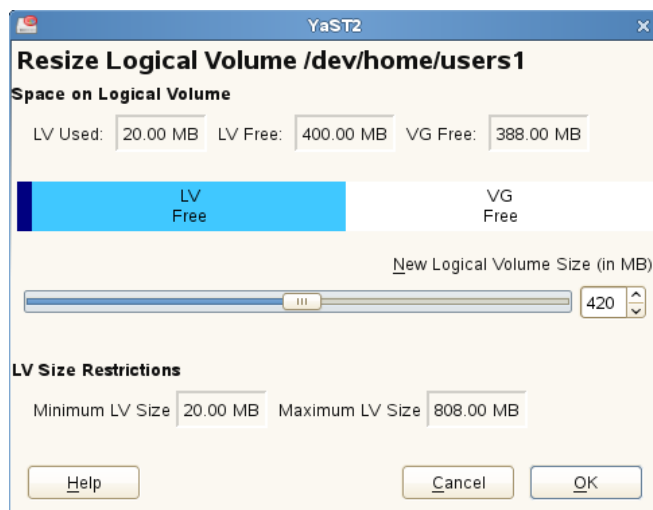 YaST2
Resize Logical Volume /dev/home/users1
Space on Logical Volume
LV Used: 20.00 MB LV Free: 400.00 MB VG Free: 388.00 MB
LV VG
Free Free
New Logical Volume Size (in MB)
420
LV Size Restrictions
Minimum LV Size 20.00 MB Maximum LV Size 808.00 MB
Help Cancel OK